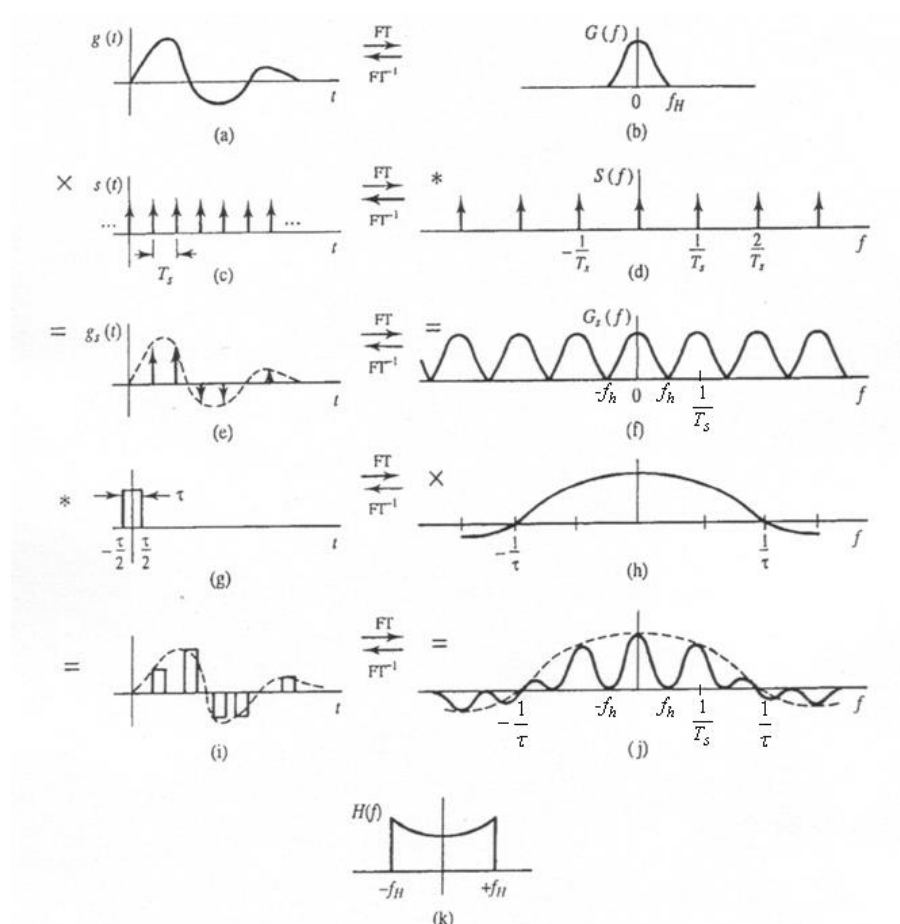 g(t) FT FT⁻¹ G(f)
t 0 f_H
(a) (b)
× s(t) FT FT⁻¹ * S(f)
... ...
t -1/T_s 1/T_s 2/T_s f
T_s (c) (d)
= g_s(t) FT FT⁻¹ = G_s(f)
t -f_h 0 f_h 1/T_s f
(e) (f)
* τ FT FT⁻¹ ×
-τ/2 τ/2 t -1/τ 1/τ f
(g) (h)
= FT FT⁻¹ =
t -1/τ -f_h f_h 1/T_s 1/τ f
(i) (j)
H(f)
-f_H +f_H
(k)